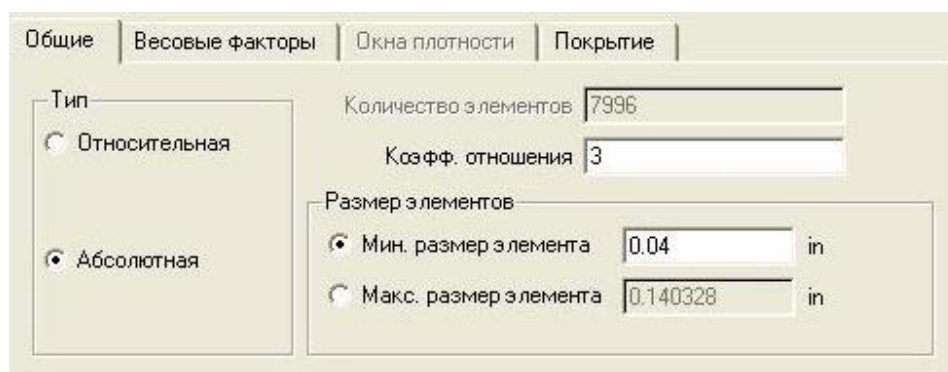 Общие Весовые факторы Окна плотности Покрытие
Тип
Количество элементов 7996
Относительная
Коэфф. отношения 3
Размер элементов
Мин. размер элемента 0.04 in
Абсолютная
Макс. размер элемента 0.140328 in